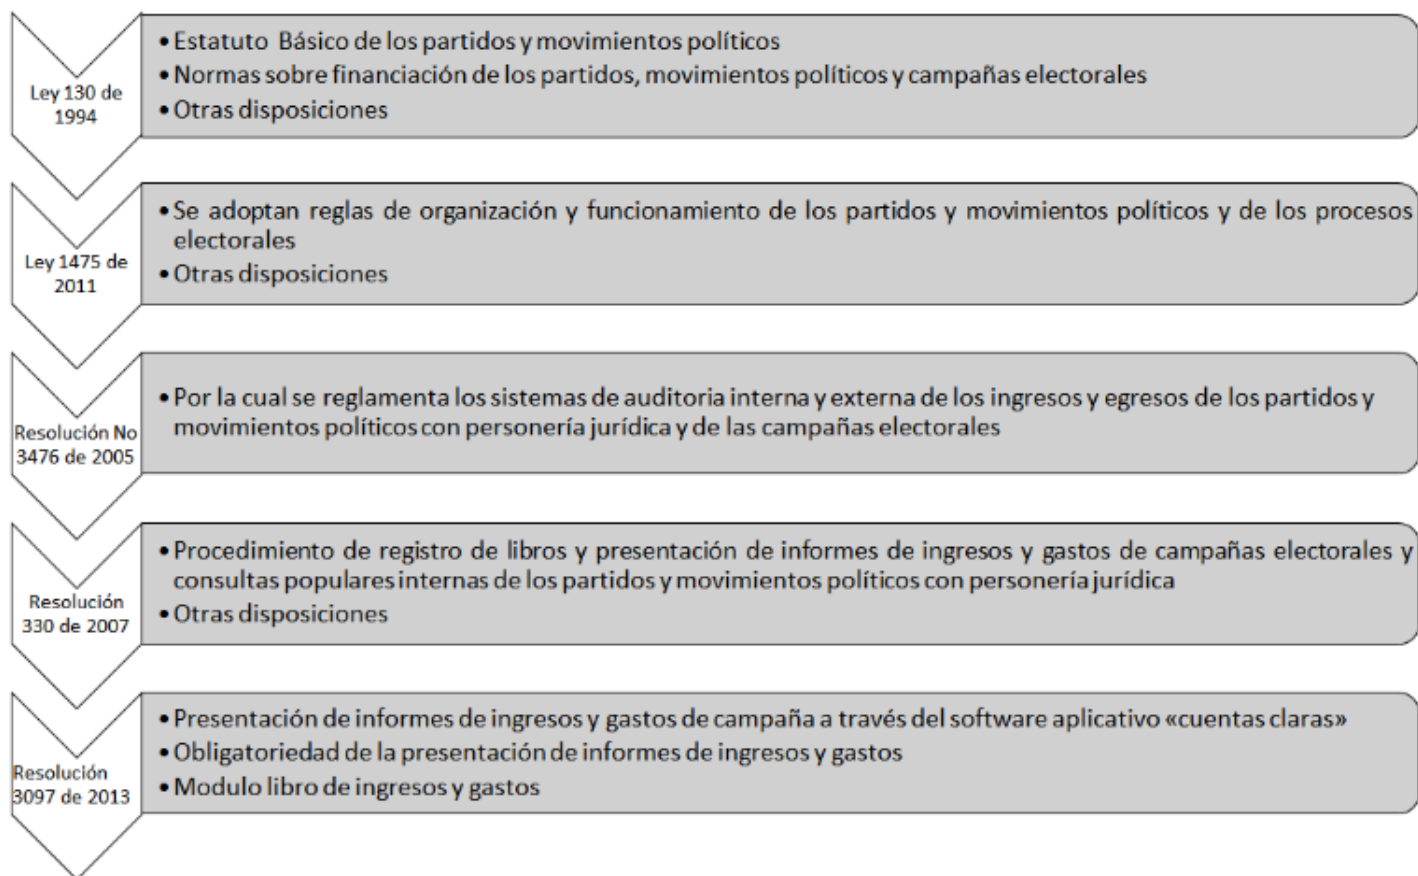 Ley 130 de
1994
• Estatuto Básico de los partidos y movimientos políticos
• Normas sobre financiación de los partidos, movimientos políticos y campañas electorales
• Otras disposiciones
Ley 1475 de
2011
• Se adoptan reglas de organización y funcionamiento de los partidos y movimientos políticos y de los procesos
electorales
• Otras disposiciones
Resolución No
3476 de 2005
• Por la cual se reglamenta los sistemas de auditoria interna y externa de los ingresos y egresos de los partidos y
movimientos políticos con personería jurídica y de las campañas electorales
Resolución
330 de 2007
• Procedimiento de registro de libros y presentación de informes de ingresos y gastos de campañas electorales y
consultas populares internas de los partidos y movimientos políticos con personería jurídica
• Otras disposiciones
Resolución
3097 de 2013
• Presentación de informes de ingresos y gastos de campaña a través del software aplicativo «cuentas claras»
• Obligatoriedad de la presentación de informes de ingresos y gastos
• Modulo libro de ingresos y gastos